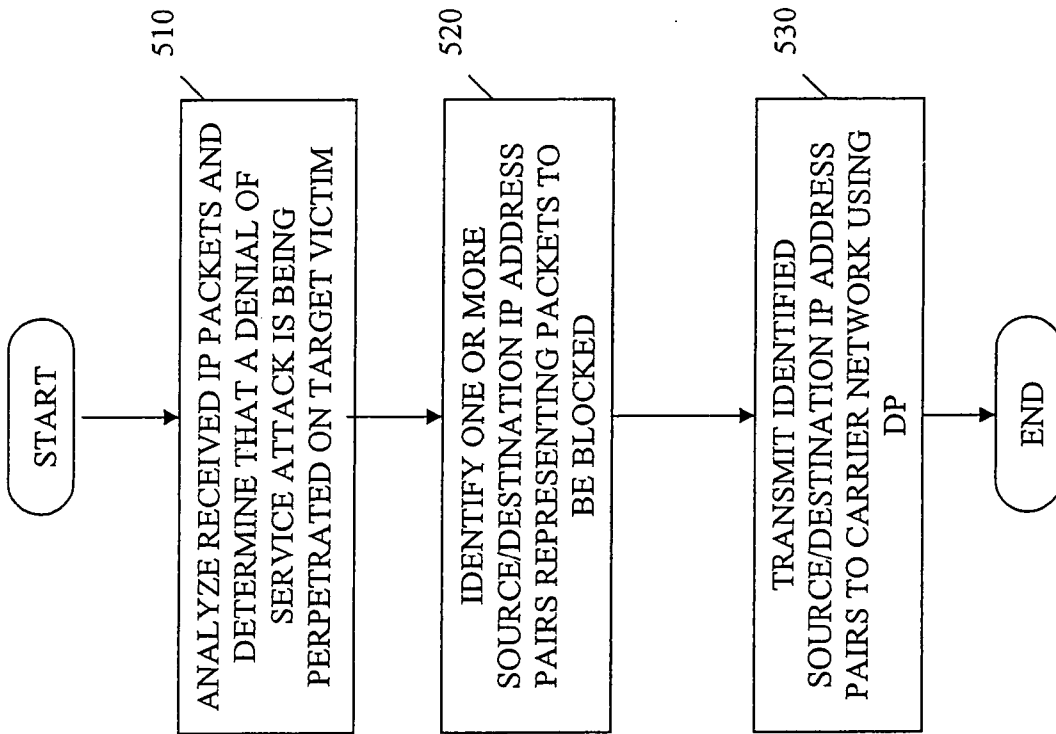 START
510
ANALYZE RECEIVED IP PACKETS AND
DETERMINE THAT A DENIAL OF
SERVICE ATTACK IS BEING
PERPETRATED ON TARGET VICTIM
520
IDENTIFY ONE OR MORE
SOURCE/DESTINATION IP ADDRESS
PAIRS REPRESENTING PACKETS TO
BE BLOCKED
530
TRANSMIT IDENTIFIED
SOURCE/DESTINATION IP ADDRESS
PAIRS TO CARRIER NETWORK USING
DP
END